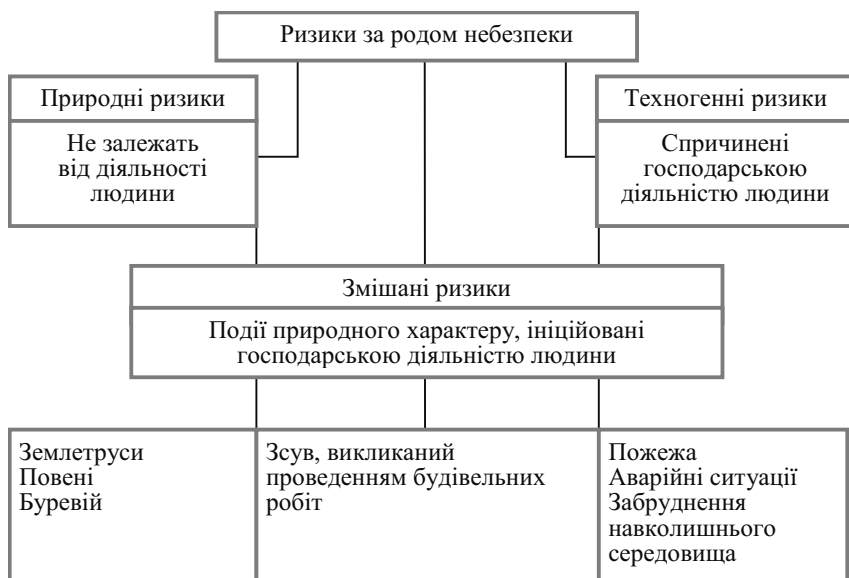 Ризики за родом небезпеки
Природні ризики
Не залежать
від діяльності
людини
Техногенні ризики
Спричинені
господарською
діяльністю людини
Змішані ризики
Події природного характеру, ініційовані
господарською діяльністю людини
Землетруси
Повені
Буревій
Зсув, викликаний
проведенням будівельних
робіт
Пожежа
Аварійні ситуації
Забруднення
навколишнього
середовища